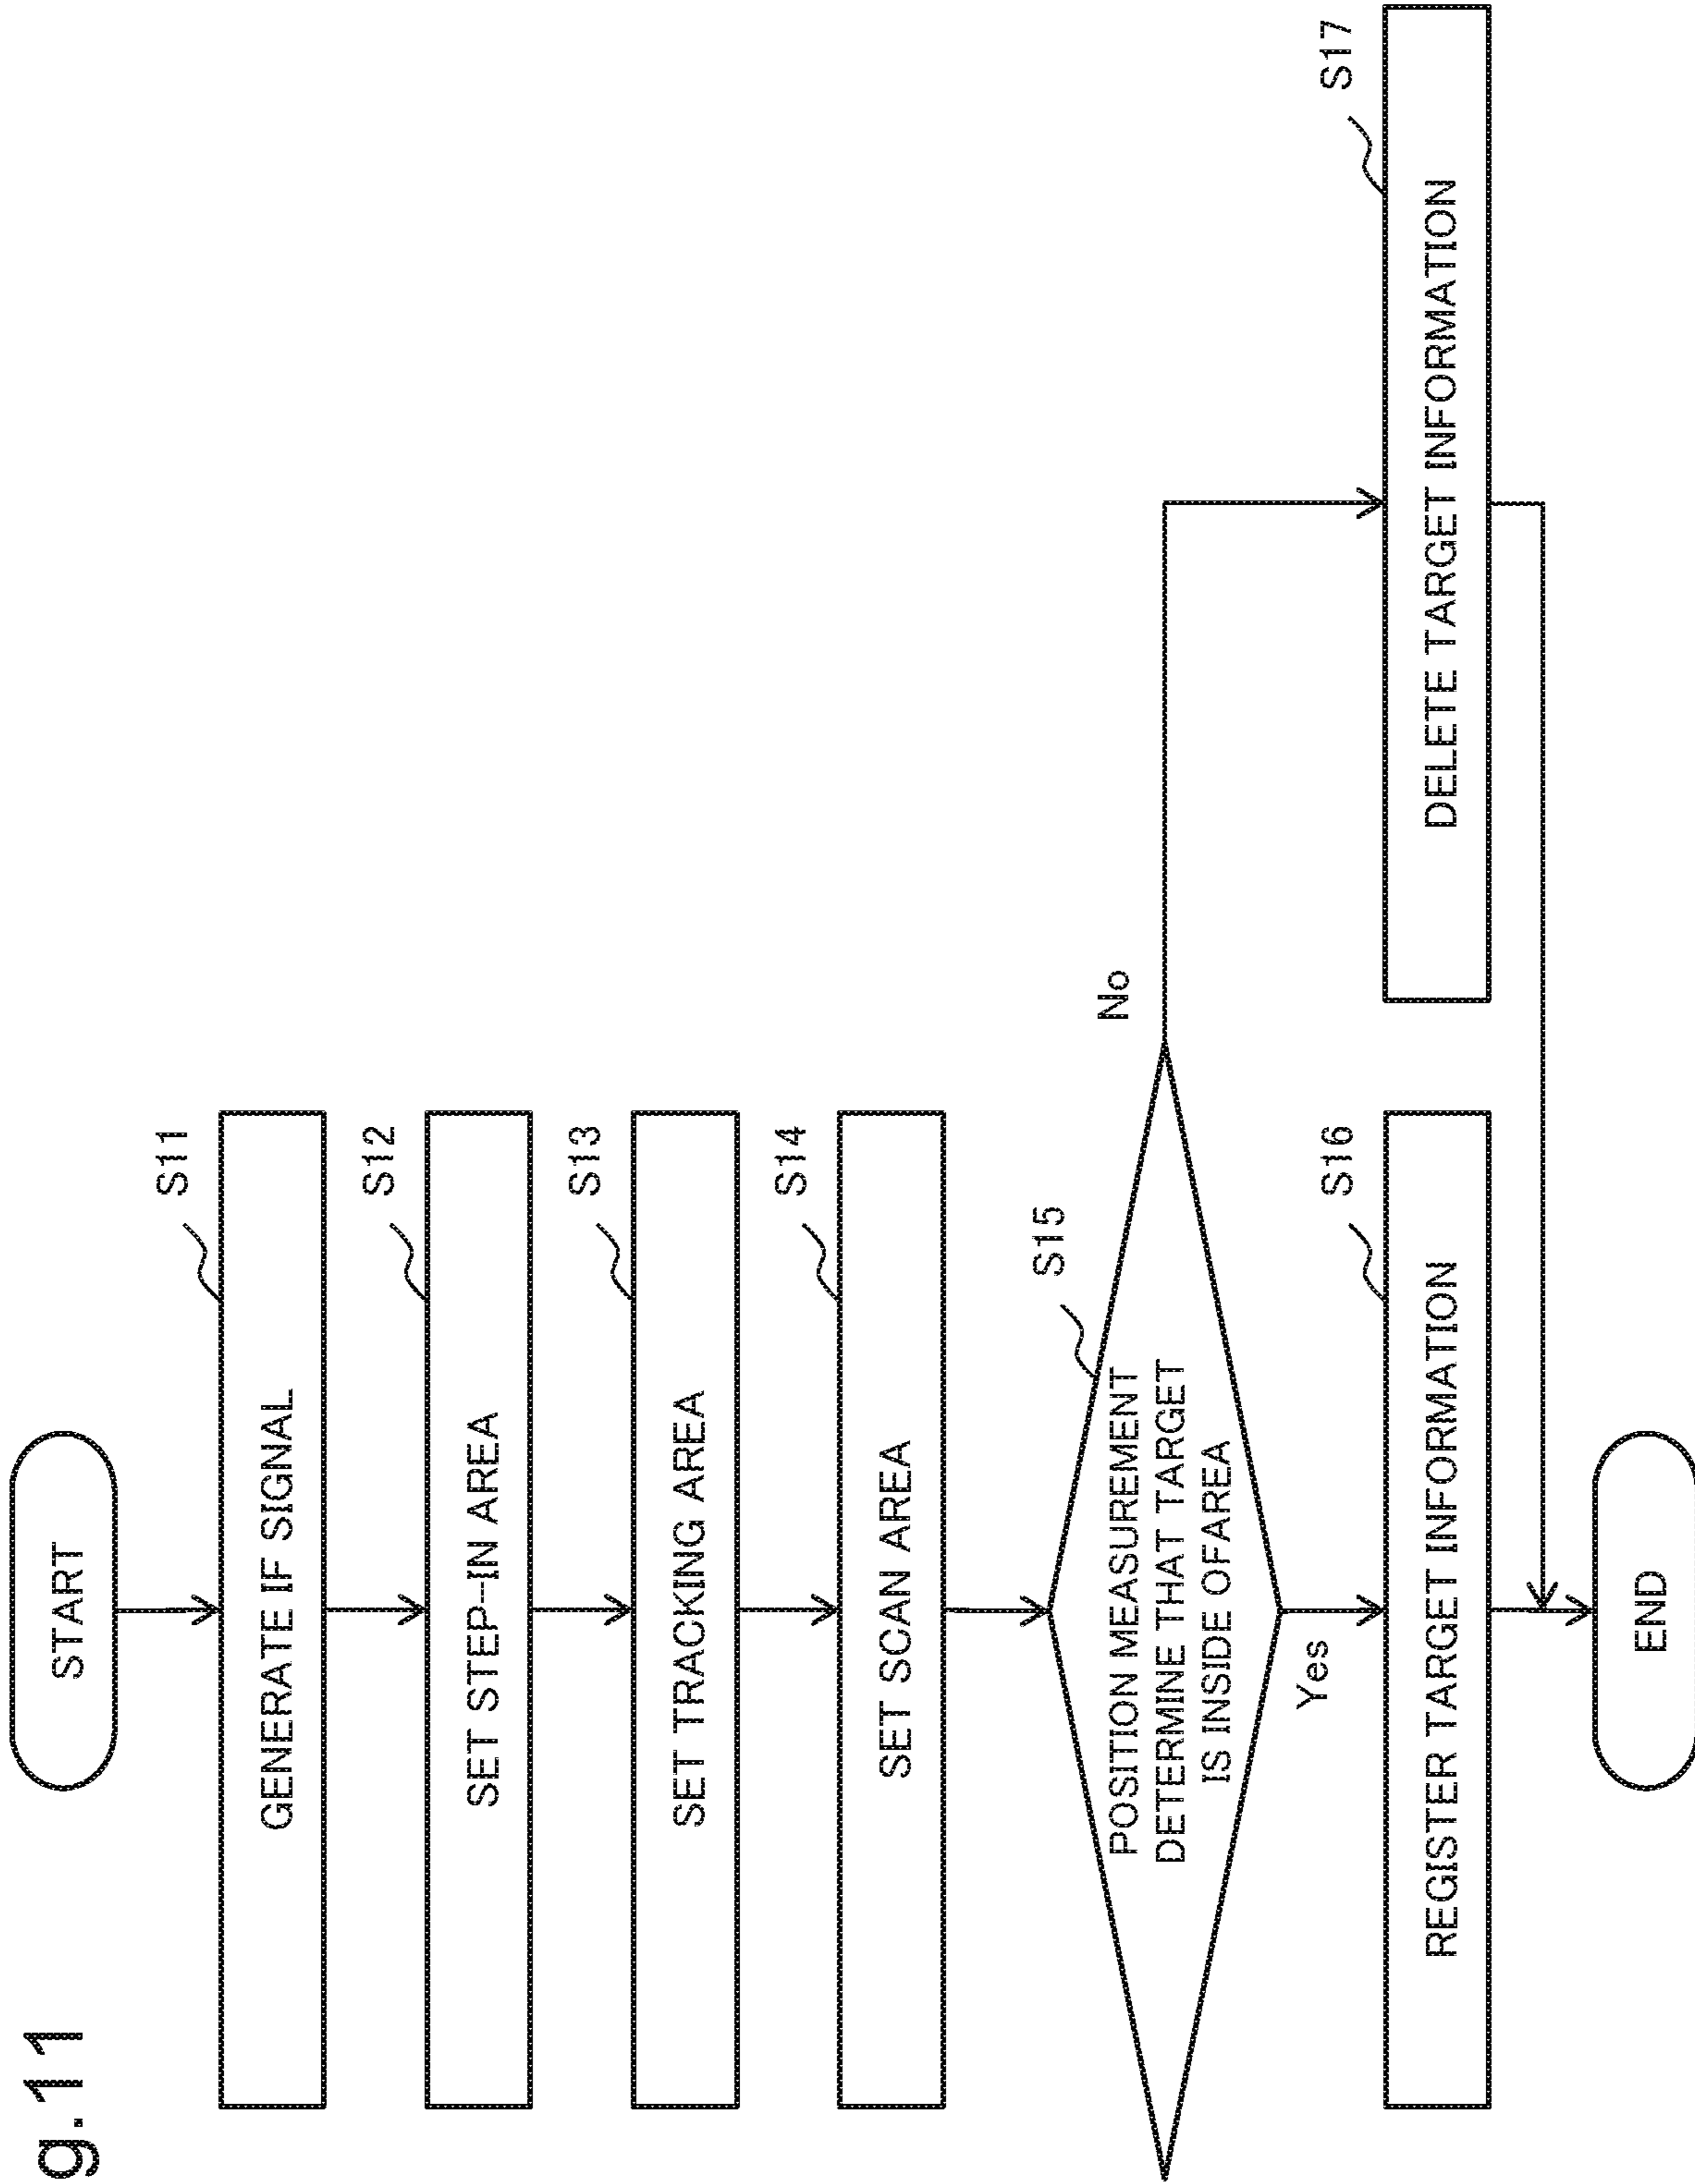 g.11
START
S11
GENERATE IF SIGNAL
S12
SET STEP-IN AREA
S13
SET TRACKING AREA
S14
SET SCAN AREA
S15
POSITION MEASUREMENT
DETERMINE THAT TARGET
IS INSIDE OFAREA
No
Yes
S16
REGISTER TARGET INFORMATION
S17
DELETE TARGET INFORMATION
END